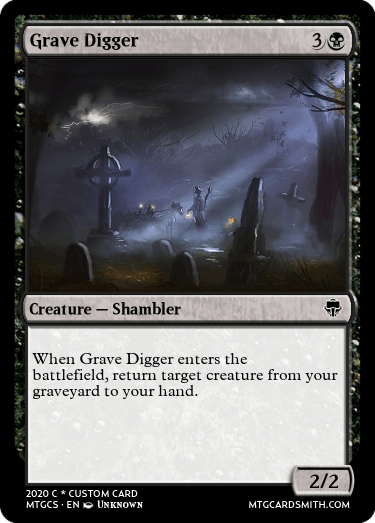 Grave Digger 3
Creature — Shambler
When Grave Digger enters the
battlefield, return target creature from your
graveyard to your hand.
2/2
2020 C * CUSTOM CARD
MTGCS · EN Unknown
MTGCARDSMITH.COM